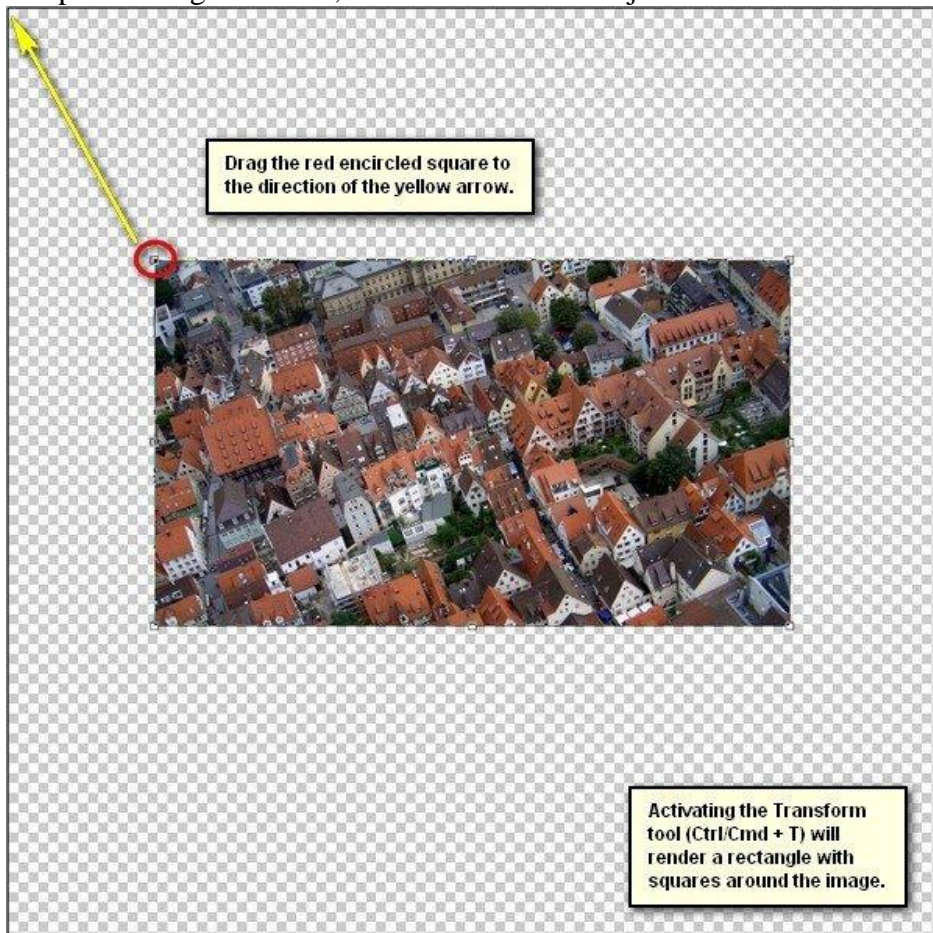 Drag the red encircled square to
the direction of the yellow arrow.
Activating the Transform
tool (Ctrl/Cmd + T) will
render a rectangle with
squares around the image.